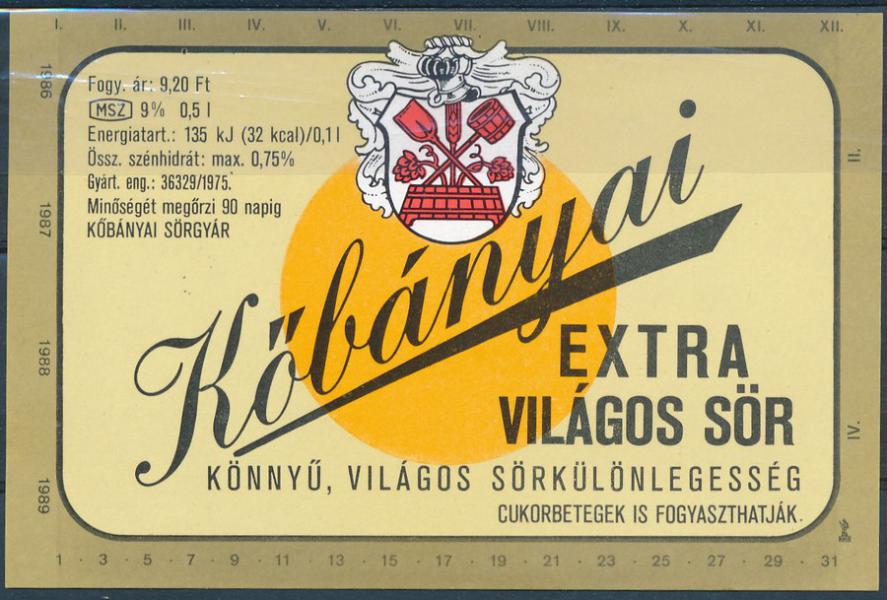 I. II. III. IV. V. VI. VII. VIII. IX. X. XI. XII.
1986
1987
1988
1989
Fogy. ár: 9,20 Ft
MSZ 9% 0,5 l
Energiatart.: 135 kJ (32 kcal)/0,1 l
Össz. szénhidrát: max. 0,75%
Gyárt. eng.: 36329/1975.
Minőségét megőrzi 90 napig
KŐBÁNYAI SÖRGYÁR
Kőbányai
EXTRA
VILÁGOS SÖR
KÖNNYŰ, VILÁGOS SÖRKÜLÖNLEGESSÉG
CUKORBETEGEK IS FOGYASZTHATJÁK.
II.
IV.
1 · 3 · 5 · 7 · 9 · 11 · 13 · 15 · 17 · 19 · 21 · 23 · 25 · 27 · 29 · 31